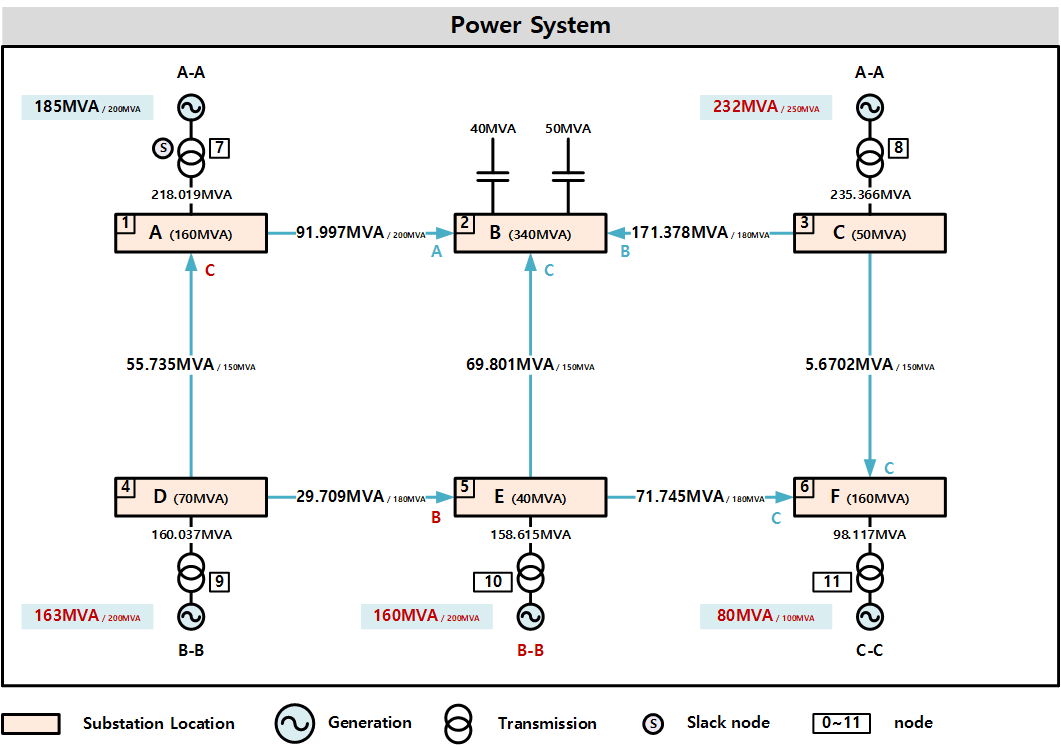 Power System
A-A
A-A
185MVA / 200MVA
232MVA / 250MVA
40MVA
50MVA
S
7
8
218.019MVA
235.366MVA
1
A (160MVA)
91.997MVA / 200MVA
A
2
B (340MVA)
171.378MVA / 180MVA
B
3
C (50MVA)
C
C
55.735MVA / 150MVA
69.801MVA / 150MVA
5.6702MVA / 150MVA
C
4
D (70MVA)
29.709MVA / 180MVA
B
5
E (40MVA)
71.745MVA / 180MVA
C
6
F (160MVA)
160.037MVA
158.615MVA
98.117MVA
9
10
11
163MVA / 200MVA
160MVA / 200MVA
80MVA / 100MVA
B-B
B-B
C-C
Substation Location
Generation
Transmission
S
Slack node
0~11
node